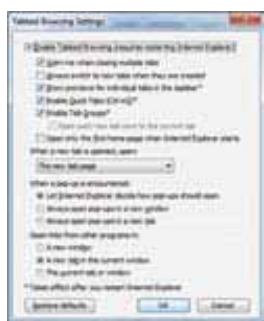 Tabbed Browsing Settings
Enable Tabbed Browsing (requires restarting Internet Explorer)
Warn me when closing multiple tabs
Always switch to new tabs when they are created
Show previews for individual tabs in the taskbar*
Enable Quick Tabs (Ctrl+Q)*
Enable Tab Groups*
Open each new tab next to the current tab
Open only the first home page when Internet Explorer starts
When a new tab is opened, open:
The new tab page
When a pop-up is encountered:
Let Internet Explorer decide how pop-ups should open
Always open pop-ups in a new window
Always open pop-ups in a new tab
Open links from other programs in:
A new window
A new tab in the current window
The current tab or window
* Takes effect after you restart Internet Explorer
Restore defaults
OK
Cancel